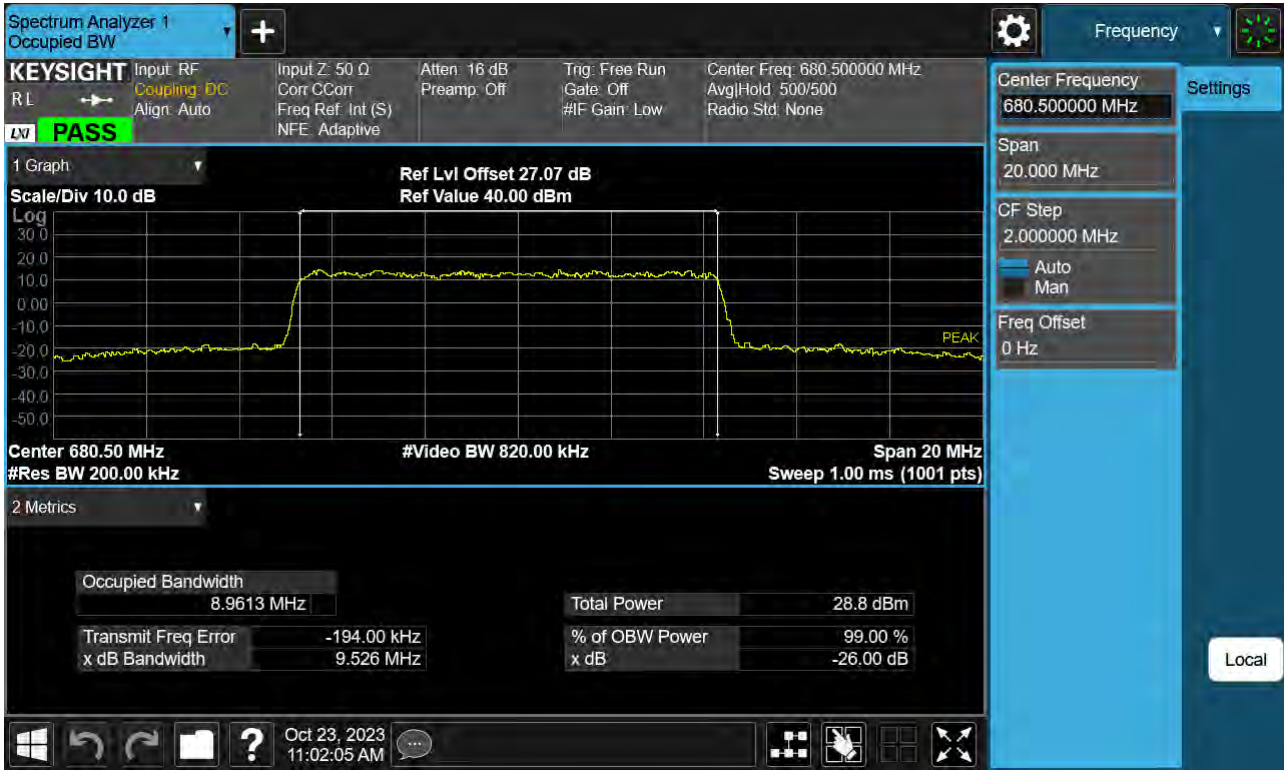 Spectrum Analyzer 1
Occupied BW
Frequency
KEYSIGHT
RL
LXI
PASS
Input: RF
Coupling: DC
Align: Auto
Input Z: 50 Ω
Corr CCorr
Freq Ref: Int (S)
NFE: Adaptive
Atten: 16 dB
Preamp: Off
Trig: Free Run
Gate: Off
#IF Gain: Low
Center Freq: 680.500000 MHz
Avg|Hold: 500/500
Radio Std: None
1 Graph
Scale/Div 10.0 dB
Ref Lvl Offset 27.07 dB
Ref Value 40.00 dBm
Log
30.0
20.0
10.0
0.00
-10.0
-20.0
-30.0
-40.0
-50.0
PEAK
Center 680.50 MHz
#Res BW 200.00 kHz
#Video BW 820.00 kHz
Span 20 MHz
Sweep 1.00 ms (1001 pts)
2 Metrics
Occupied Bandwidth
8.9613 MHz
Transmit Freq Error -194.00 kHz
x dB Bandwidth 9.526 MHz
Total Power 28.8 dBm
% of OBW Power 99.00 %
x dB -26.00 dB
Center Frequency
680.500000 MHz
Span
20.000 MHz
CF Step
2.000000 MHz
Auto
Man
Freq Offset
0 Hz
Settings
Local
?
Oct 23, 2023
11:02:05 AM